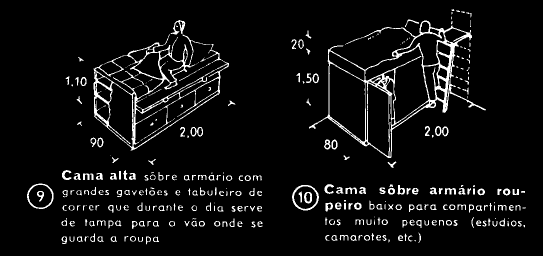 1,10
90
2,00
9
Cama alta sôbre armário com
grandes gavetões e tabuleiro de
correr que durante o dia serve
de tampa para o vão onde se
guarda a roupa
20
1,50
80
2,00
10
Cama sôbre armário rou-
peiro baixo para compartimen-
tos muito pequenos (estúdios,
camarotes, etc.)